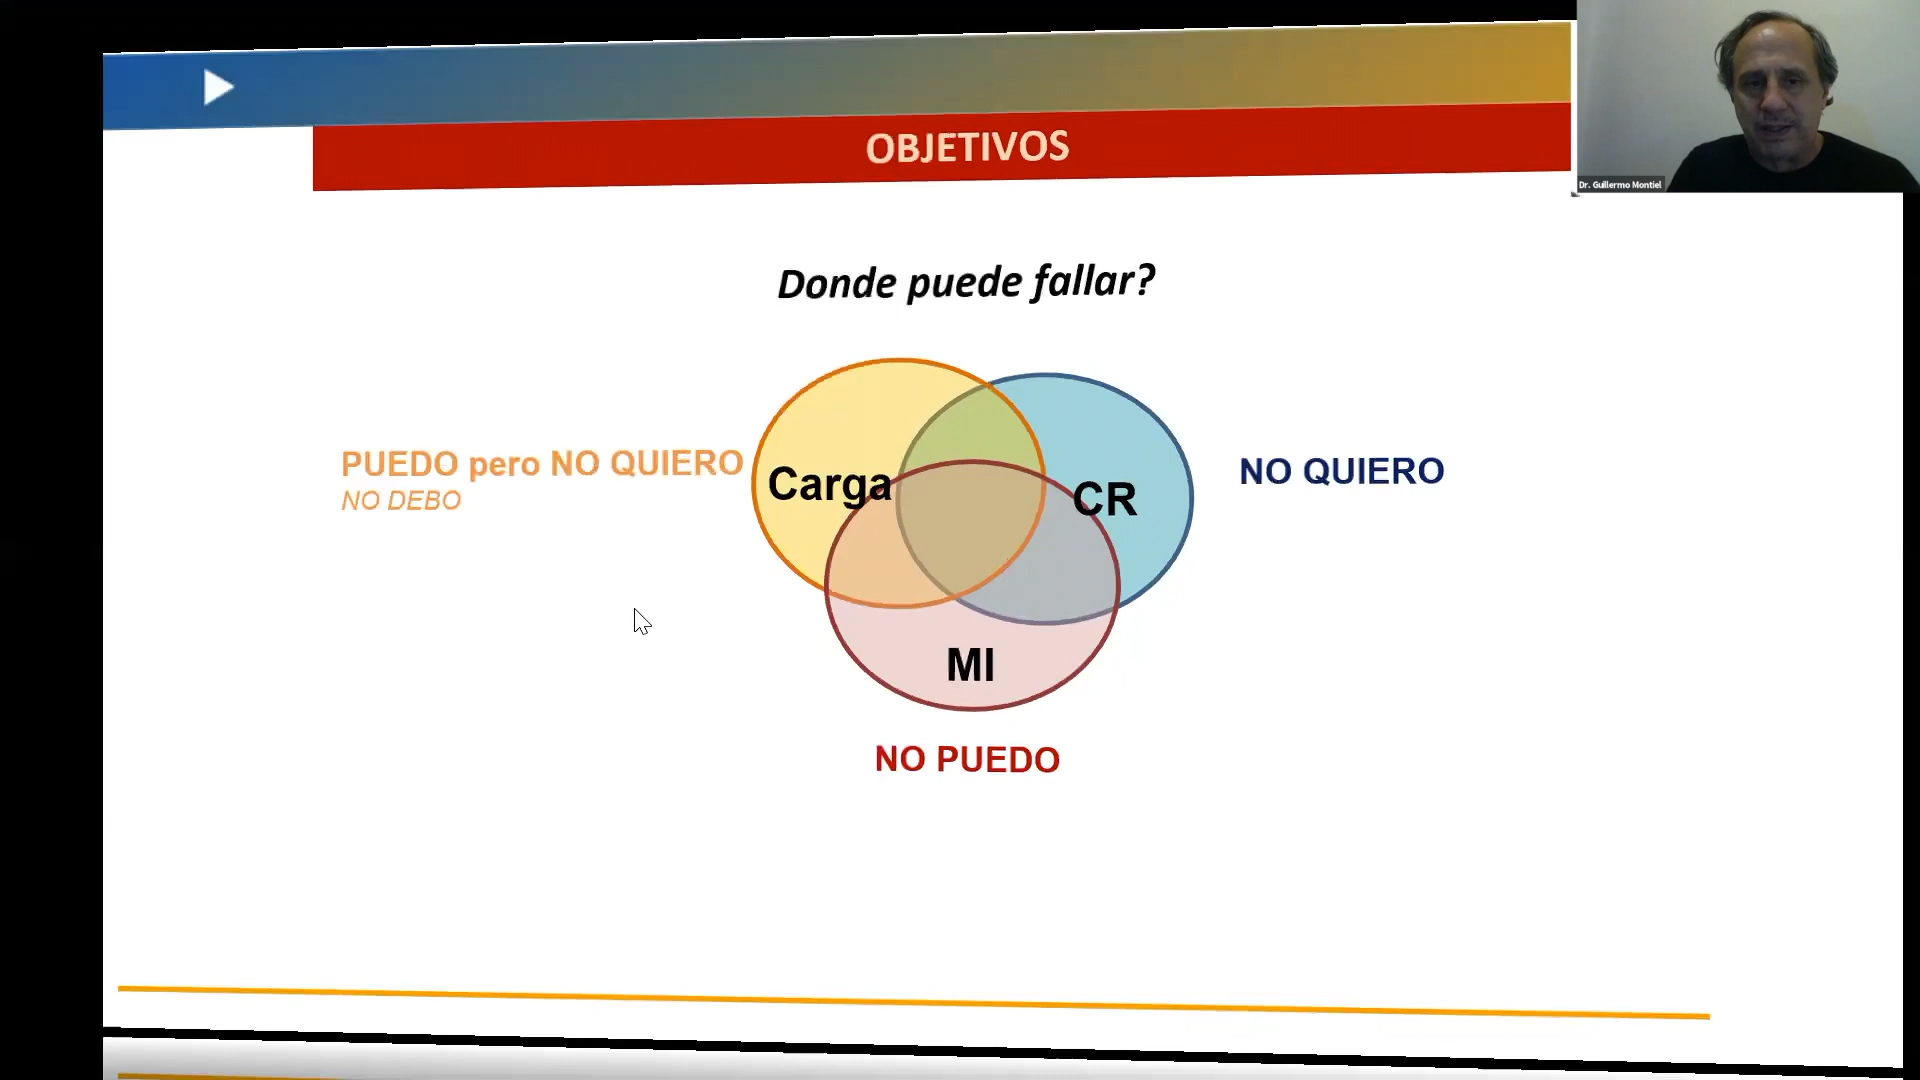 OBJETIVOS
Dr. Guillermo Montiel
Donde puede fallar?
PUEDO pero NO QUIERO
NO DEBO
Carga
CR
NO QUIERO
MI
NO PUEDO